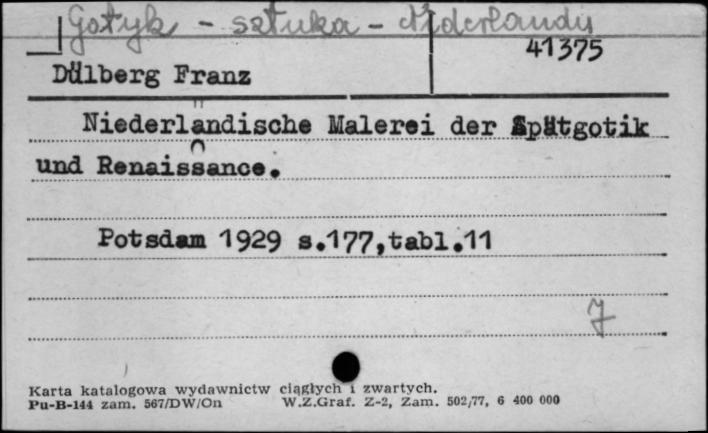 Gotyk - sztuka - Niderlandy
41375
Dülberg Franz
Niederländische Malerei der Spätgotik
und Renaissance.
Potsdam 1929 s.177,tabl.11
7
Karta katalogowa wydawnictw ciągłych i zwartych.
Pu-B-144 zam. 567/DW/On W.Z.Graf. Z-2, Zam. 502/77, 6 400 000